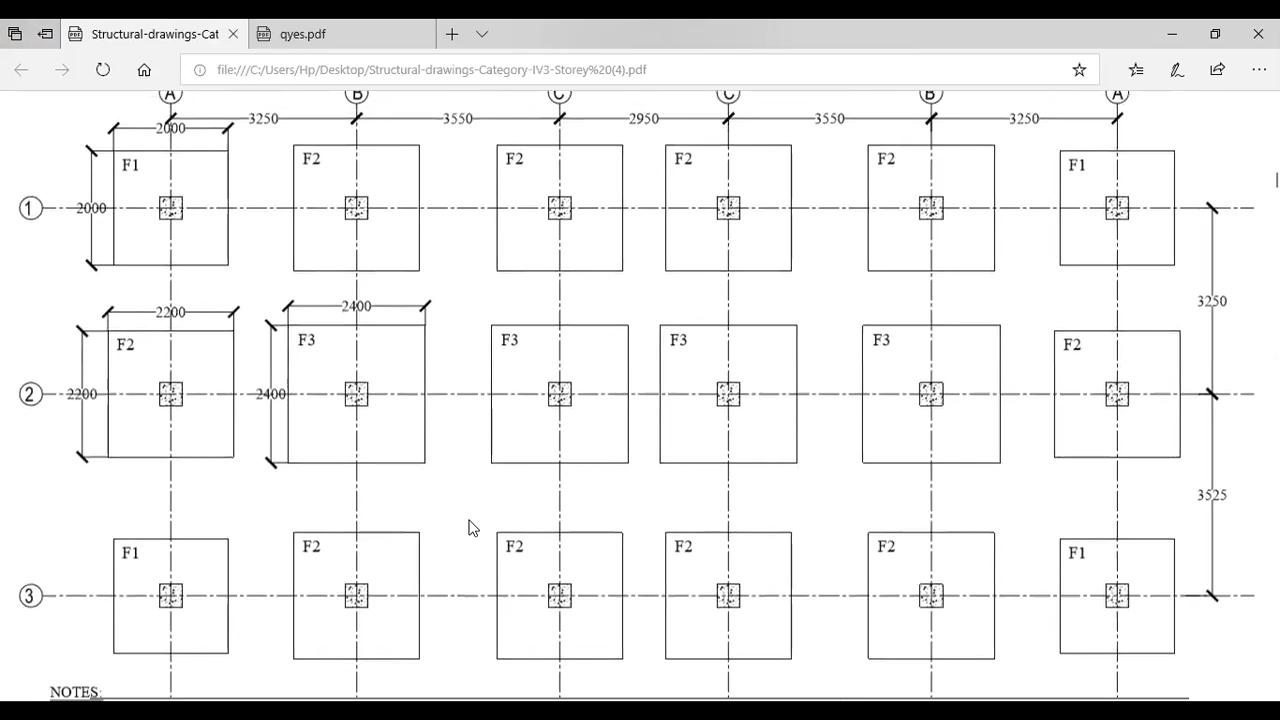 Structural-drawings-Cat
qyes.pdf
file:///C:/Users/Hp/Desktop/Structural-drawings-Category-IV3-Storey%20(4).pdf
A B C C B A
3250 3550 2950 3550 3250
2000
F1 F2 F2 F2 F2 F1
1 2000
3250
2200 2400
F2 F3 F3 F3 F3 F2
2 2200 2400
3525
F1 F2 F2 F2 F2 F1
3
NOTES: